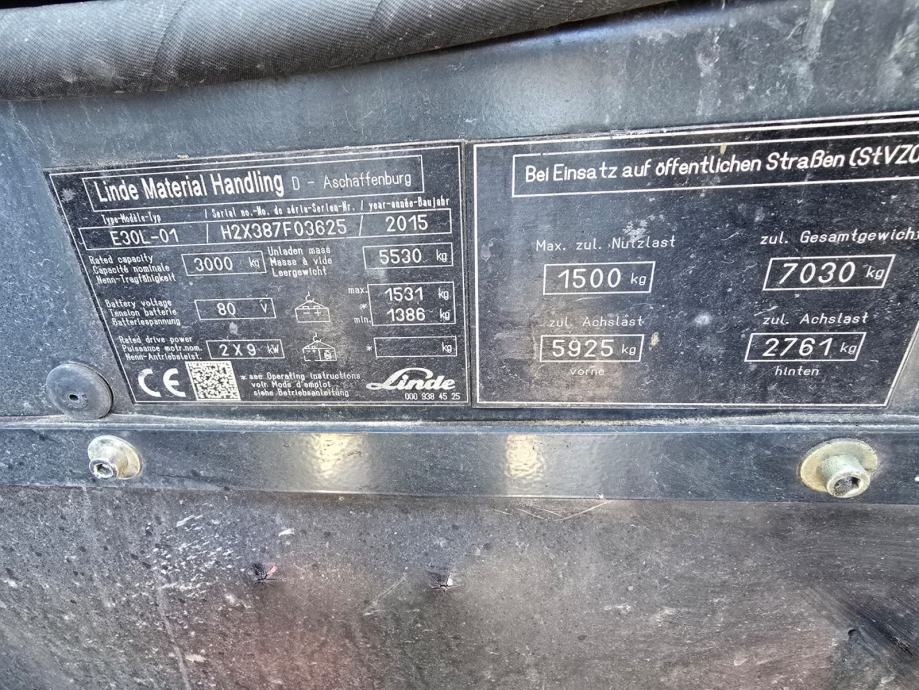 Linde Material Handling D - Aschaffenburg
Type-Modèle-Typ / Serial no.-No. de série-Serien-Nr. / year-année-Baujahr
E30L-01 / H2X387F03625 / 2015
Rated capacity
Capacité nominale
Nenn-Tragfähigkeit
3000 kg
Unladen mass
Masse à vide
Leergewicht
5530 kg
Battery voltage
Tension batterie
Batteriespannung
80 V
max. 1531 kg
min. 1386 kg
Rated drive power
Puissance motr.nom.
Nenn-Antriebsleist.
2 X 9 kW
* kg
CE
* see Operating Instructions
voir Mode d'emploi
siehe Betriebsanleitung
Linde
000 938 45 25
Bei Einsatz auf öffentlichen Straßen (StVZO
Max. zul. Nutzlast
1500 kg
zul. Gesamtgewicht
7030 kg
zul. Achslast
5925 kg
vorne
zul. Achslast
2761 kg
hinten